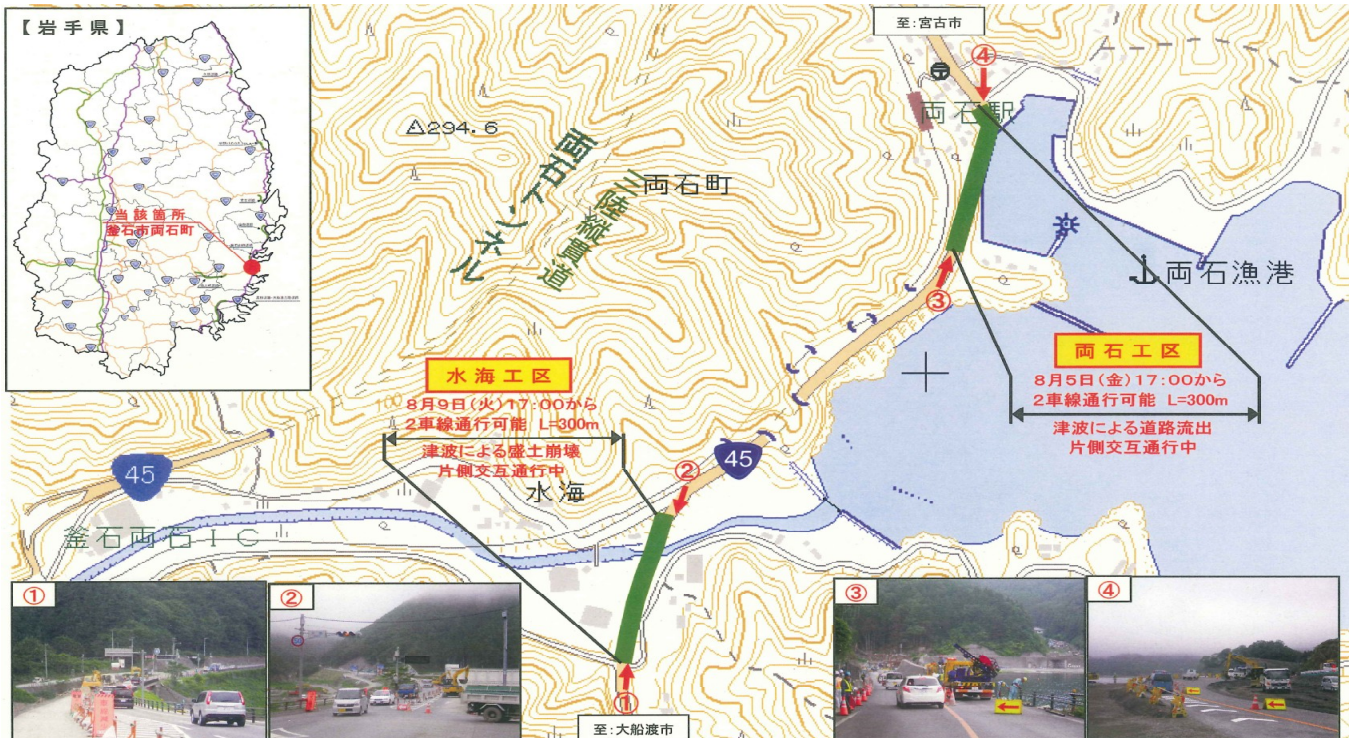 【岩手県】
当該箇所
釜石市両石町
至:宮古市
④
両石駅
△294.6
両石トンネル
三陸縦貫道
両石町
③
両石漁港
水海工区
8月9日(火)17:00から
2車線通行可能 L=300m
津波による盛土崩壊
片側交互通行中
両石工区
8月5日(金)17:00から
2車線通行可能 L=300m
津波による道路流出
片側交互通行中
100
45
45
②
水海
釜石両石IC
①
至:大船渡市
①
②
③
④